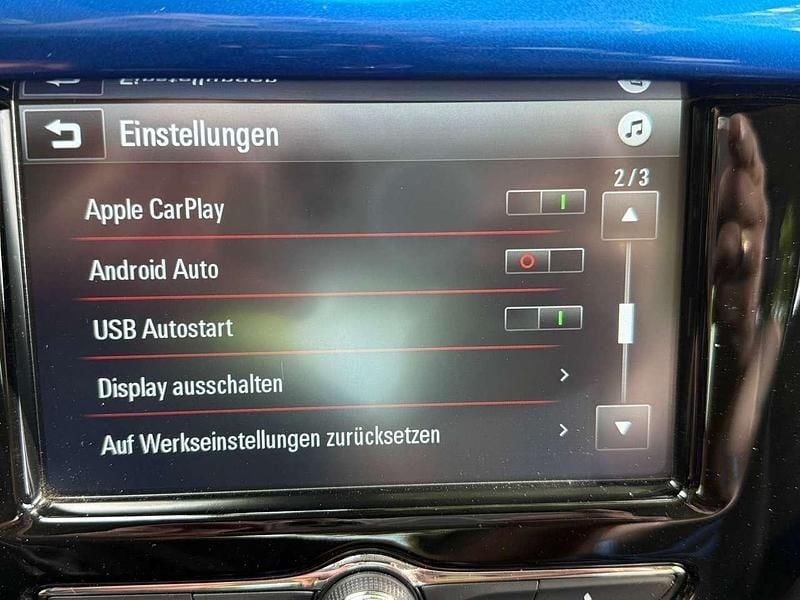 Einstellungen
2/3
Apple CarPlay
Android Auto
USB Autostart
Display ausschalten
Auf Werkseinstellungen zurücksetzen